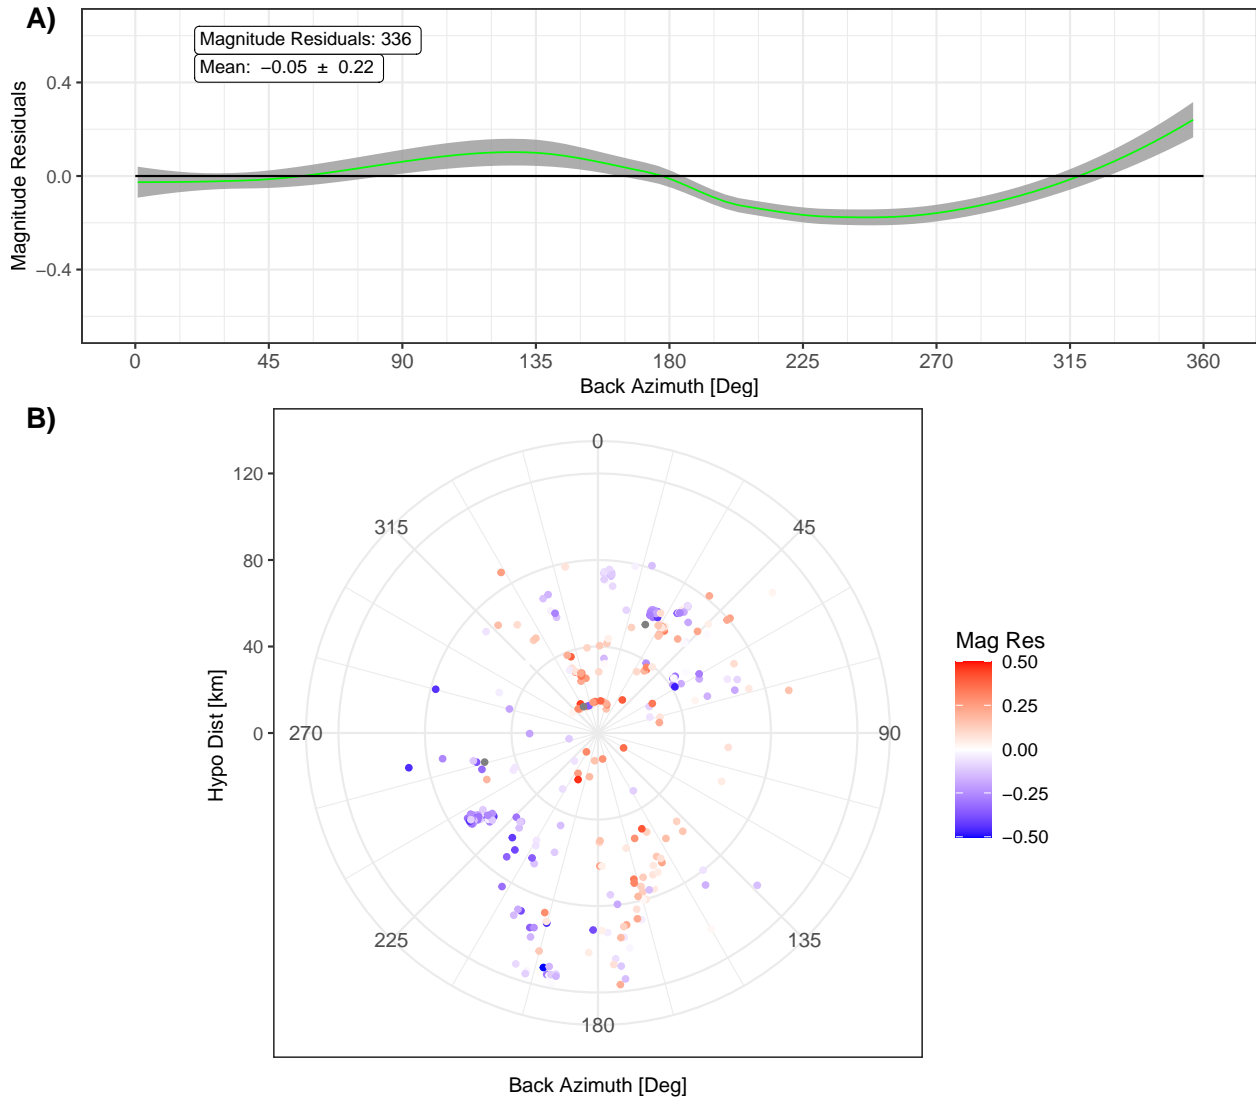 A)
Magnitude Residuals: 336
Mean: −0.05 ± 0.22
Magnitude Residuals
0.4
0.0
−0.4
0 45 90 135 180 225 270 315 360
Back Azimuth [Deg]
B)
Hypo Dist [km]
120
80
40
0
0
45
90
135
180
225
270
315
Back Azimuth [Deg]
Mag Res
0.50
0.25
0.00
−0.25
−0.50